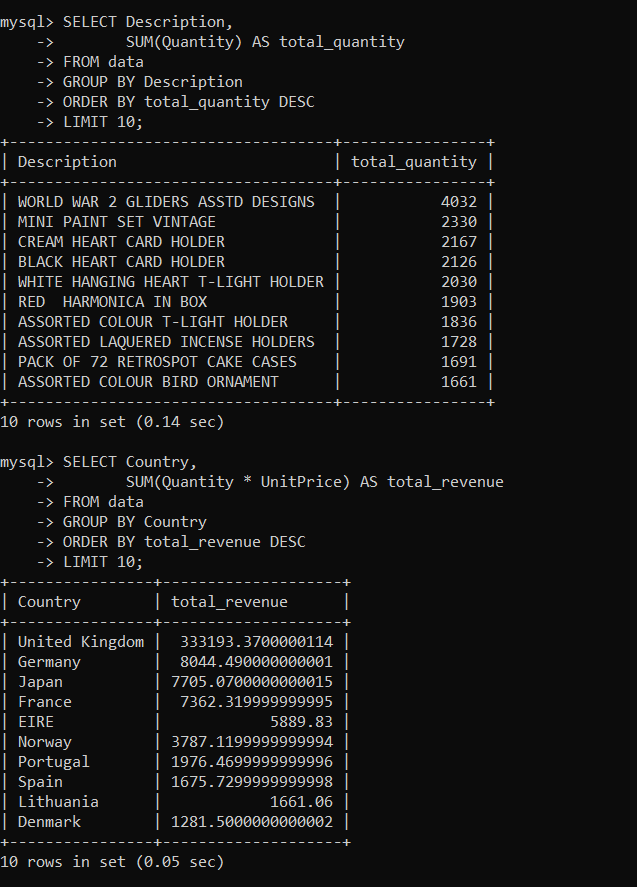 mysql> SELECT Description,
    ->        SUM(Quantity) AS total_quantity
    -> FROM data
    -> GROUP BY Description
    -> ORDER BY total_quantity DESC
    -> LIMIT 10;
+------------------------------------+----------------+
| Description                        | total_quantity |
+------------------------------------+----------------+
| WORLD WAR 2 GLIDERS ASSTD DESIGNS  |           4032 |
| MINI PAINT SET VINTAGE             |           2330 |
| CREAM HEART CARD HOLDER            |           2167 |
| BLACK HEART CARD HOLDER            |           2126 |
| WHITE HANGING HEART T-LIGHT HOLDER |           2030 |
| RED  HARMONICA IN BOX              |           1903 |
| ASSORTED COLOUR T-LIGHT HOLDER     |           1836 |
| ASSORTED LAQUERED INCENSE HOLDERS  |           1728 |
| PACK OF 72 RETROSPOT CAKE CASES    |           1691 |
| ASSORTED COLOUR BIRD ORNAMENT      |           1661 |
+------------------------------------+----------------+
10 rows in set (0.14 sec)

mysql> SELECT Country,
    ->        SUM(Quantity * UnitPrice) AS total_revenue
    -> FROM data
    -> GROUP BY Country
    -> ORDER BY total_revenue DESC
    -> LIMIT 10;
+----------------+--------------------+
| Country        | total_revenue      |
+----------------+--------------------+
| United Kingdom |  333193.3700000114 |
| Germany        |  8044.490000000001 |
| Japan          | 7705.0700000000015 |
| France         |  7362.319999999995 |
| EIRE           |            5889.83 |
| Norway         | 3787.1199999999994 |
| Portugal       | 1976.4699999999996 |
| Spain          | 1675.7299999999998 |
| Lithuania      |            1661.06 |
| Denmark        | 1281.5000000000002 |
+----------------+--------------------+
10 rows in set (0.05 sec)